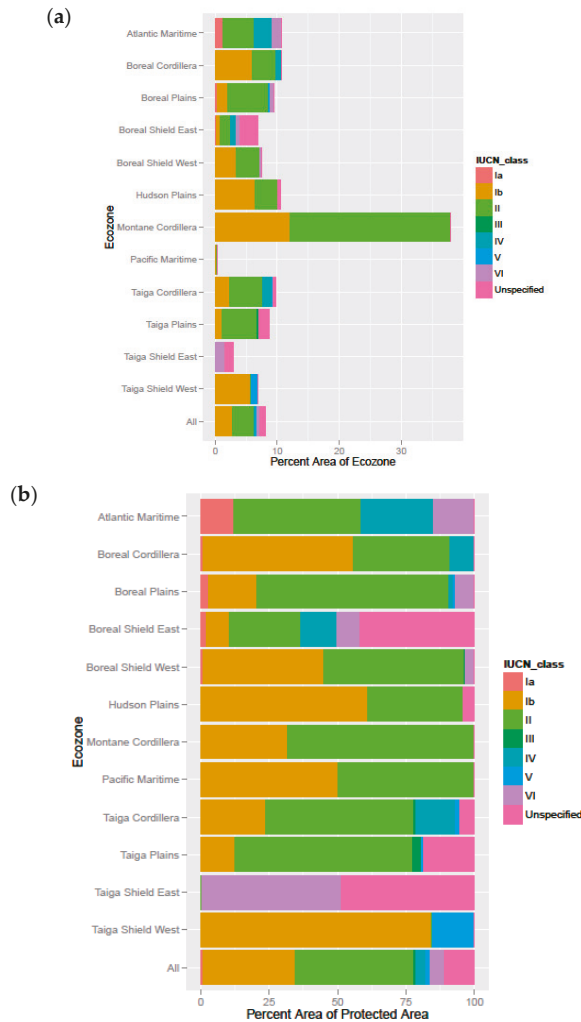 (a)
Atlantic Maritime
Boreal Cordillera
Boreal Plains
Boreal Shield East
Boreal Shield West
Hudson Plains
Montane Cordillera
Pacific Maritime
Taiga Cordillera
Taiga Plains
Taiga Shield East
Taiga Shield West
All
Ecozone
0 10 20 30
Percent Area of Ecozone
IUCN_class
Ia
Ib
II
III
IV
V
VI
Unspecified
(b)
Atlantic Maritime
Boreal Cordillera
Boreal Plains
Boreal Shield East
Boreal Shield West
Hudson Plains
Montane Cordillera
Pacific Maritime
Taiga Cordillera
Taiga Plains
Taiga Shield East
Taiga Shield West
All
Ecozone
0 25 50 75 100
Percent Area of Protected Area
IUCN_class
Ia
Ib
II
III
IV
V
VI
Unspecified